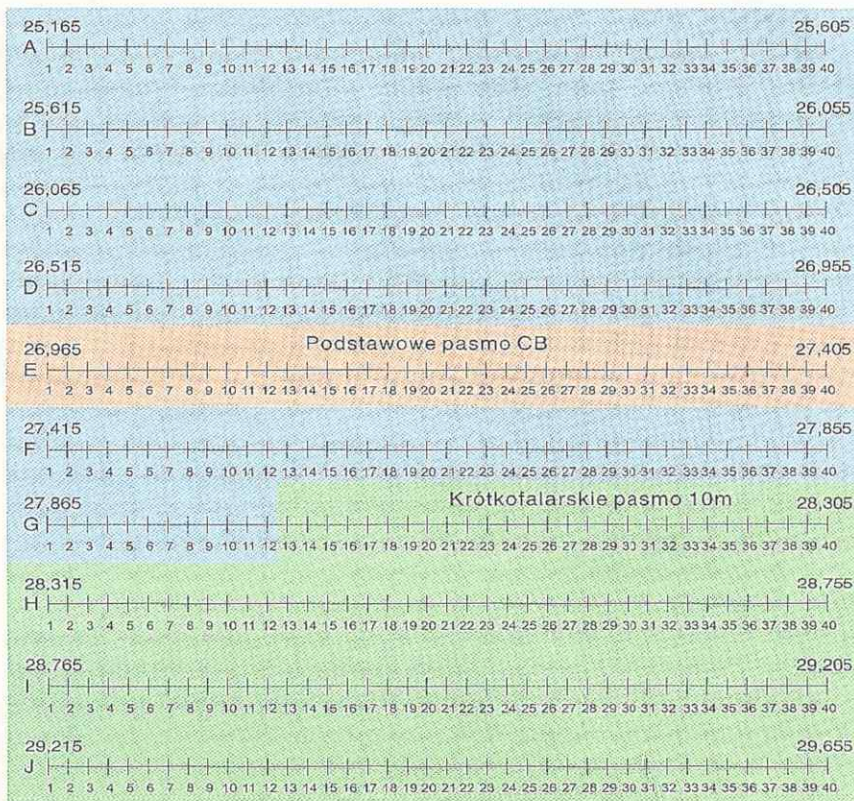 25,165 25,605
A
1 2 3 4 5 6 7 8 9 10 11 12 13 14 15 16 17 18 19 20 21 22 23 24 25 26 27 28 29 30 31 32 33 34 35 36 37 38 39 40
25,615 26,055
B
1 2 3 4 5 6 7 8 9 10 11 12 13 14 15 16 17 18 19 20 21 22 23 24 25 26 27 28 29 30 31 32 33 34 35 36 37 38 39 40
26,065 26,505
C
1 2 3 4 5 6 7 8 9 10 11 12 13 14 15 16 17 18 19 20 21 22 23 24 25 26 27 28 29 30 31 32 33 34 35 36 37 38 39 40
26,515 26,955
D
1 2 3 4 5 6 7 8 9 10 11 12 13 14 15 16 17 18 19 20 21 22 23 24 25 26 27 28 29 30 31 32 33 34 35 36 37 38 39 40
Podstawowe pasmo CB
26,965 27,405
E
1 2 3 4 5 6 7 8 9 10 11 12 13 14 15 16 17 18 19 20 21 22 23 24 25 26 27 28 29 30 31 32 33 34 35 36 37 38 39 40
27,415 27,855
F
1 2 3 4 5 6 7 8 9 10 11 12 13 14 15 16 17 18 19 20 21 22 23 24 25 26 27 28 29 30 31 32 33 34 35 36 37 38 39 40
27,865 Krótkofalarskie pasmo 10m 28,305
G
1 2 3 4 5 6 7 8 9 10 11 12 13 14 15 16 17 18 19 20 21 22 23 24 25 26 27 28 29 30 31 32 33 34 35 36 37 38 39 40
28,315 28,755
H
1 2 3 4 5 6 7 8 9 10 11 12 13 14 15 16 17 18 19 20 21 22 23 24 25 26 27 28 29 30 31 32 33 34 35 36 37 38 39 40
28,765 29,205
I
1 2 3 4 5 6 7 8 9 10 11 12 13 14 15 16 17 18 19 20 21 22 23 24 25 26 27 28 29 30 31 32 33 34 35 36 37 38 39 40
29,215 29,655
J
1 2 3 4 5 6 7 8 9 10 11 12 13 14 15 16 17 18 19 20 21 22 23 24 25 26 27 28 29 30 31 32 33 34 35 36 37 38 39 40